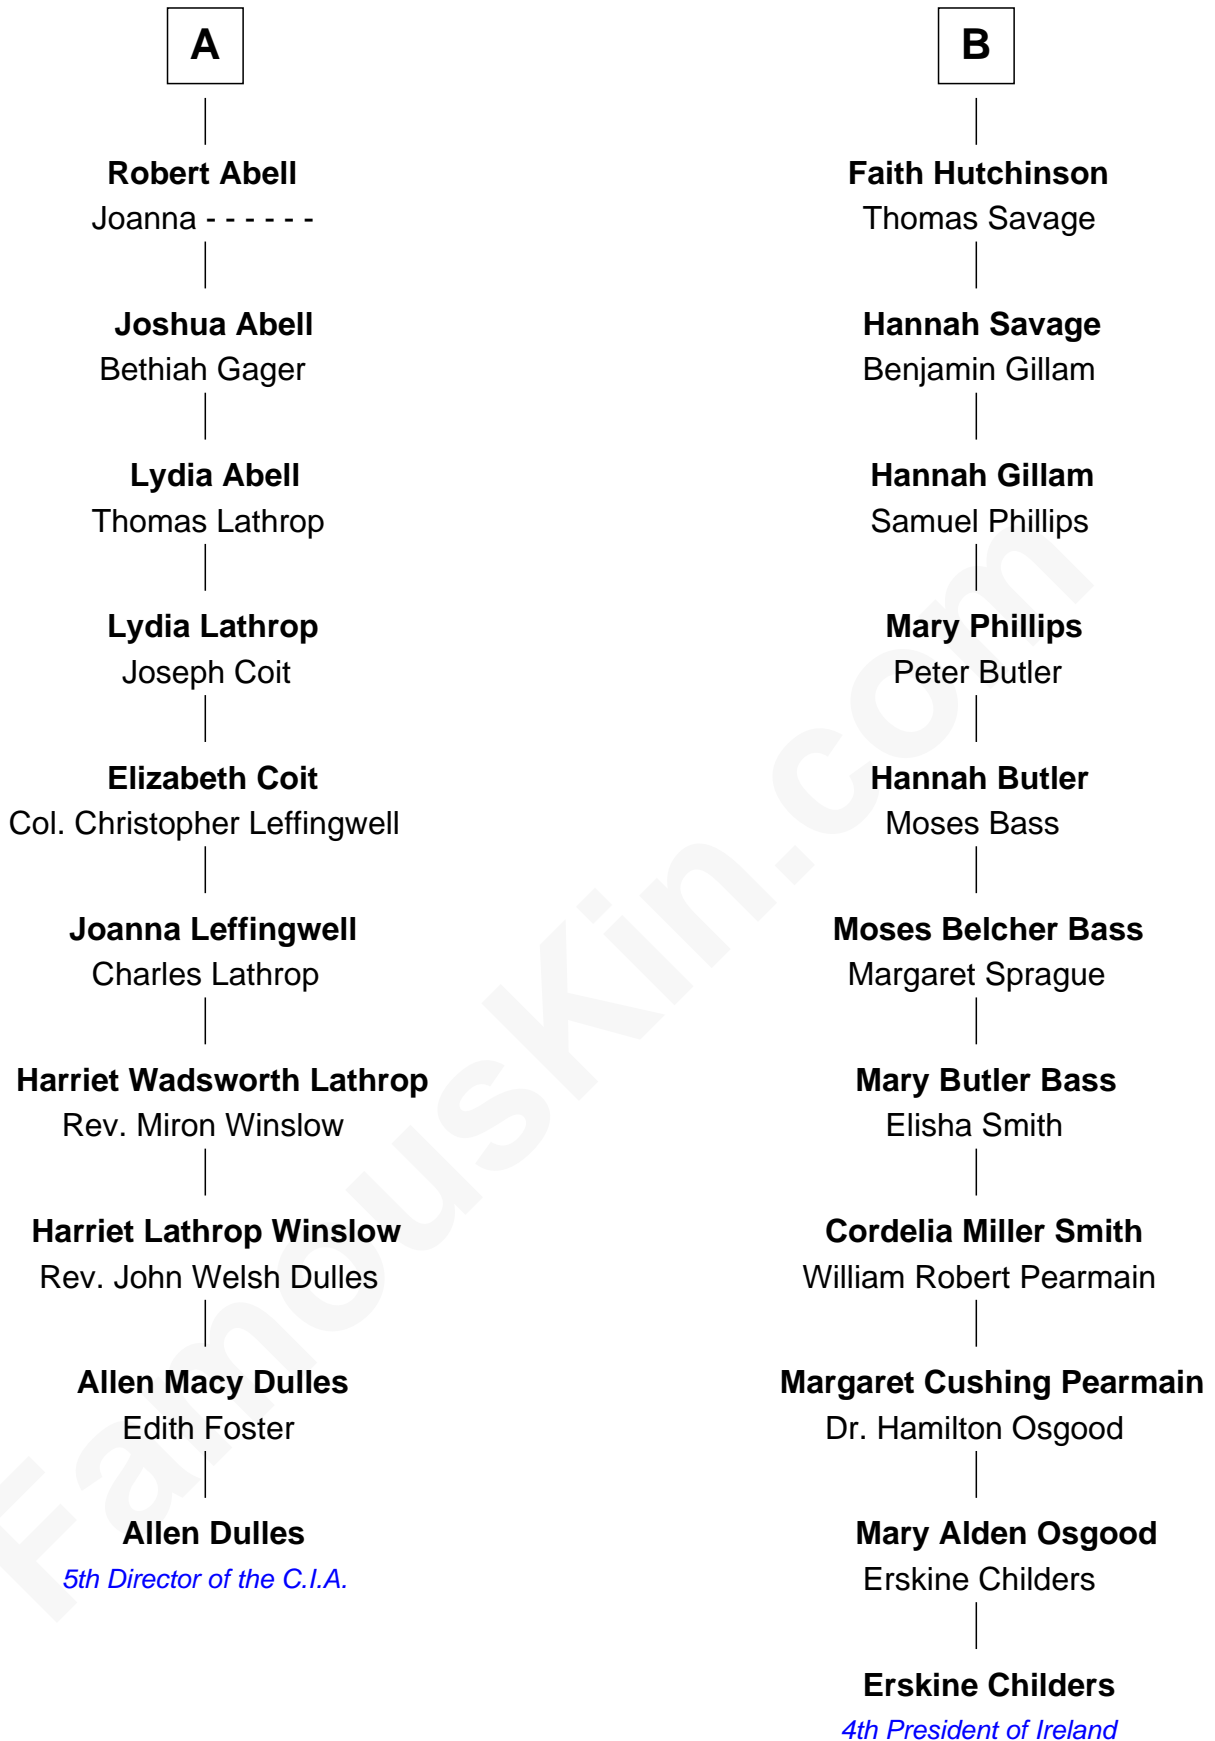 A
Robert Abell
Joanna - - - - - -
Joshua Abell
Bethiah Gager
Lydia Abell
Thomas Lathrop
Lydia Lathrop
Joseph Coit
Elizabeth Coit
Col. Christopher Leffingwell
Joanna Leffingwell
Charles Lathrop
Harriet Wadsworth Lathrop
Rev. Miron Winslow
Harriet Lathrop Winslow
Rev. John Welsh Dulles
Allen Macy Dulles
Edith Foster
Allen Dulles
5th Director of the C.I.A.
B
Faith Hutchinson
Thomas Savage
Hannah Savage
Benjamin Gillam
Hannah Gillam
Samuel Phillips
Mary Phillips
Peter Butler
Hannah Butler
Moses Bass
Moses Belcher Bass
Margaret Sprague
Mary Butler Bass
Elisha Smith
Cordelia Miller Smith
William Robert Pearmain
Margaret Cushing Pearmain
Dr. Hamilton Osgood
Mary Alden Osgood
Erskine Childers
Erskine Childers
4th President of Ireland
FamousKin.com